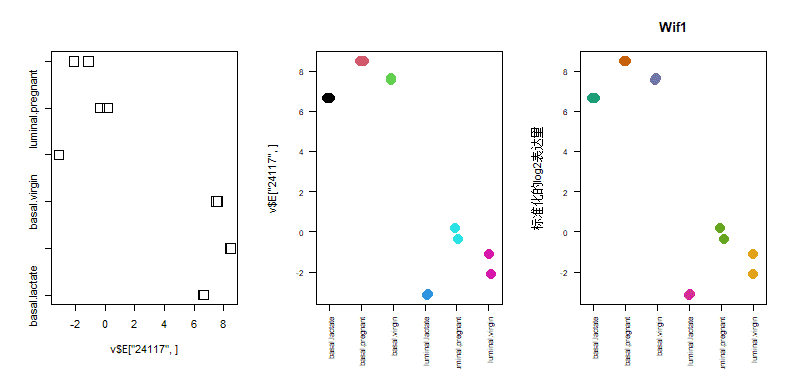 luminal.pregnant
basal.virgin
basal.lactate
-2 0 2 4 6 8
v$E["24117", ]
v$E["24117", ]
8
6
4
2
0
-2
basal.lactate
basal.pregnant
basal.virgin
luminal.lactate
luminal.pregnant
luminal.virgin
Wif1
标准化的log2表达里
8
6
4
2
0
-2
basal.lactate
basal.pregnant
basal.virgin
luminal.lactate
luminal.pregnant
luminal.virgin